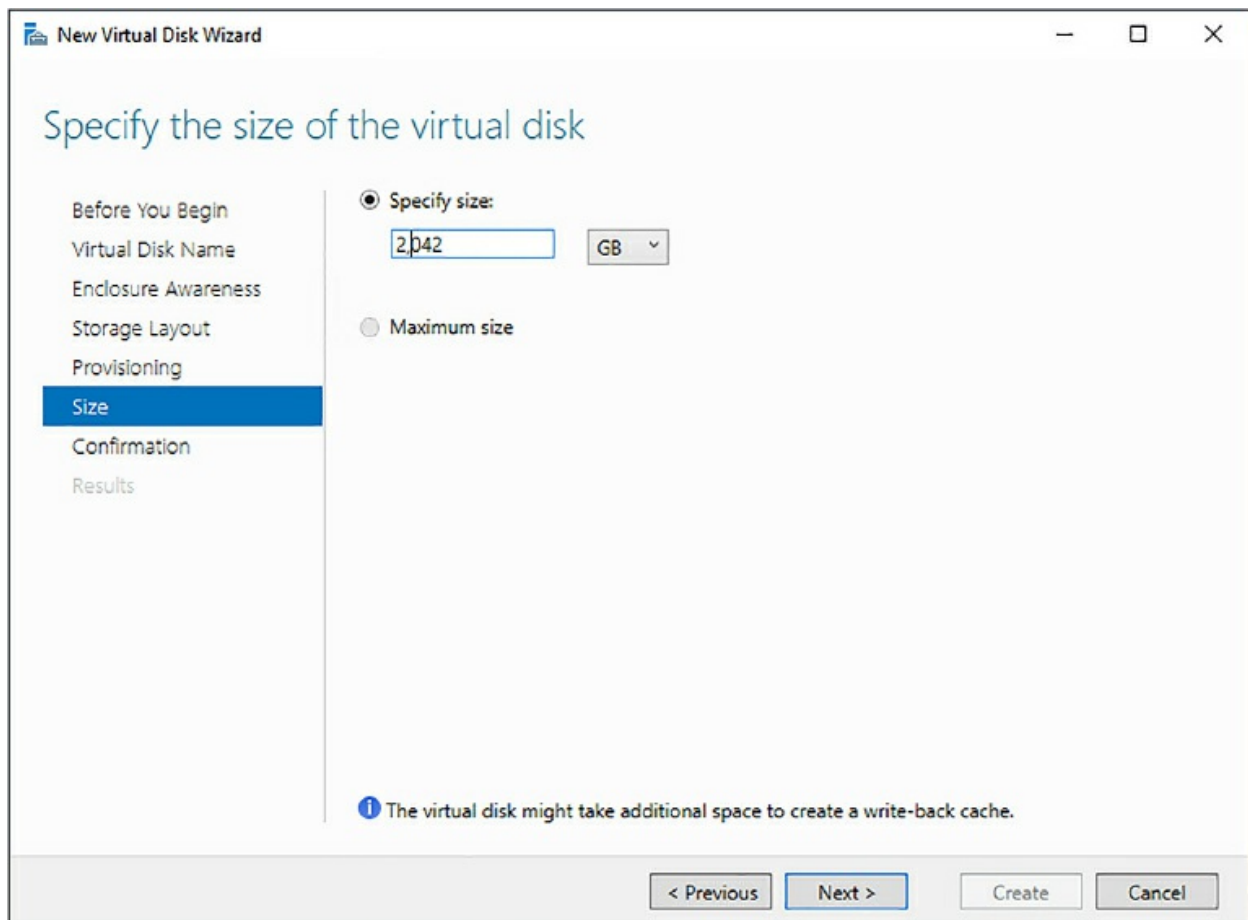 New Virtual Disk Wizard
Specify the size of the virtual disk
Before You Begin
Virtual Disk Name
Enclosure Awareness
Storage Layout
Provisioning
Size
Confirmation
Results
Specify size:
2,042 GB
Maximum size
The virtual disk might take additional space to create a write-back cache.
< Previous Next > Create Cancel